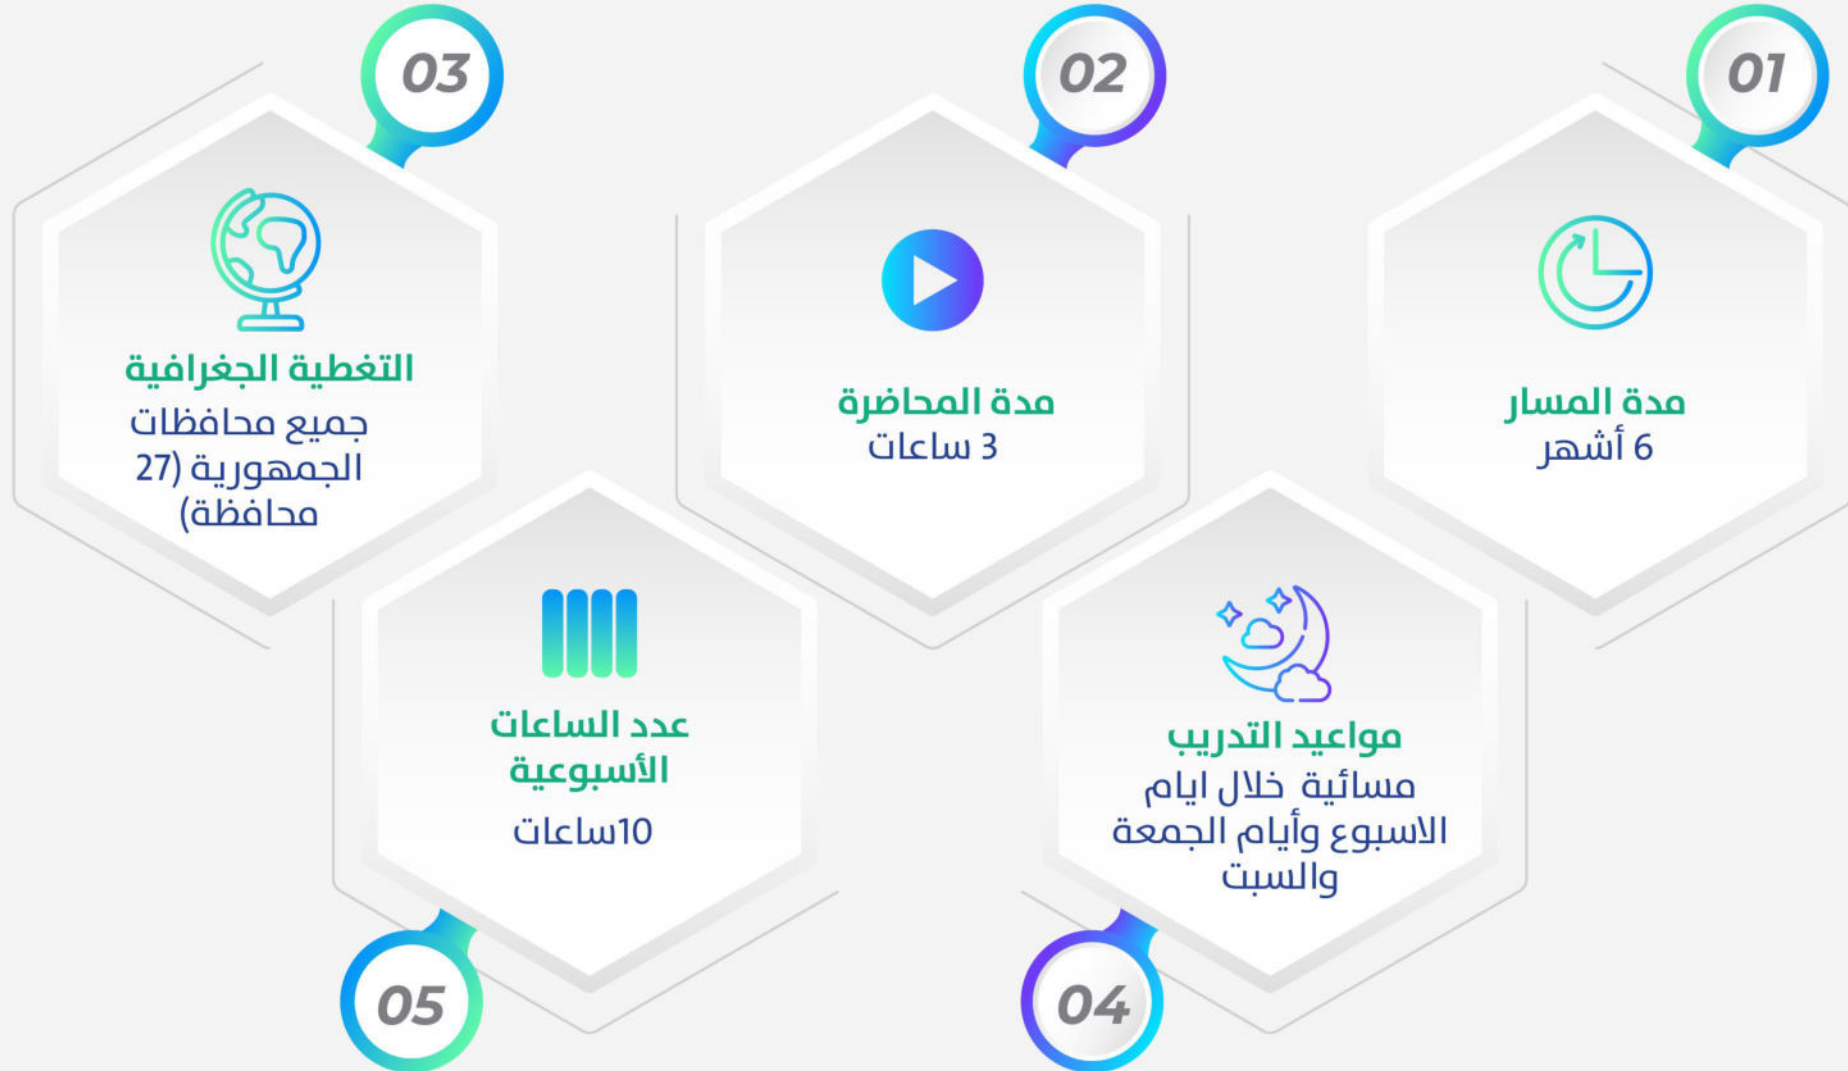 01
مدة المسار
6 أشهر
02
مدة المحاضرة
3 ساعات
03
التغطية الجغرافية
جميع محافظات
الجمهورية (27
محافظة)
04
مواعيد التدريب
مسائية خلال ايام
الاسبوع وأيام الجمعة
والسبت
05
عدد الساعات
الأسبوعية
10ساعات